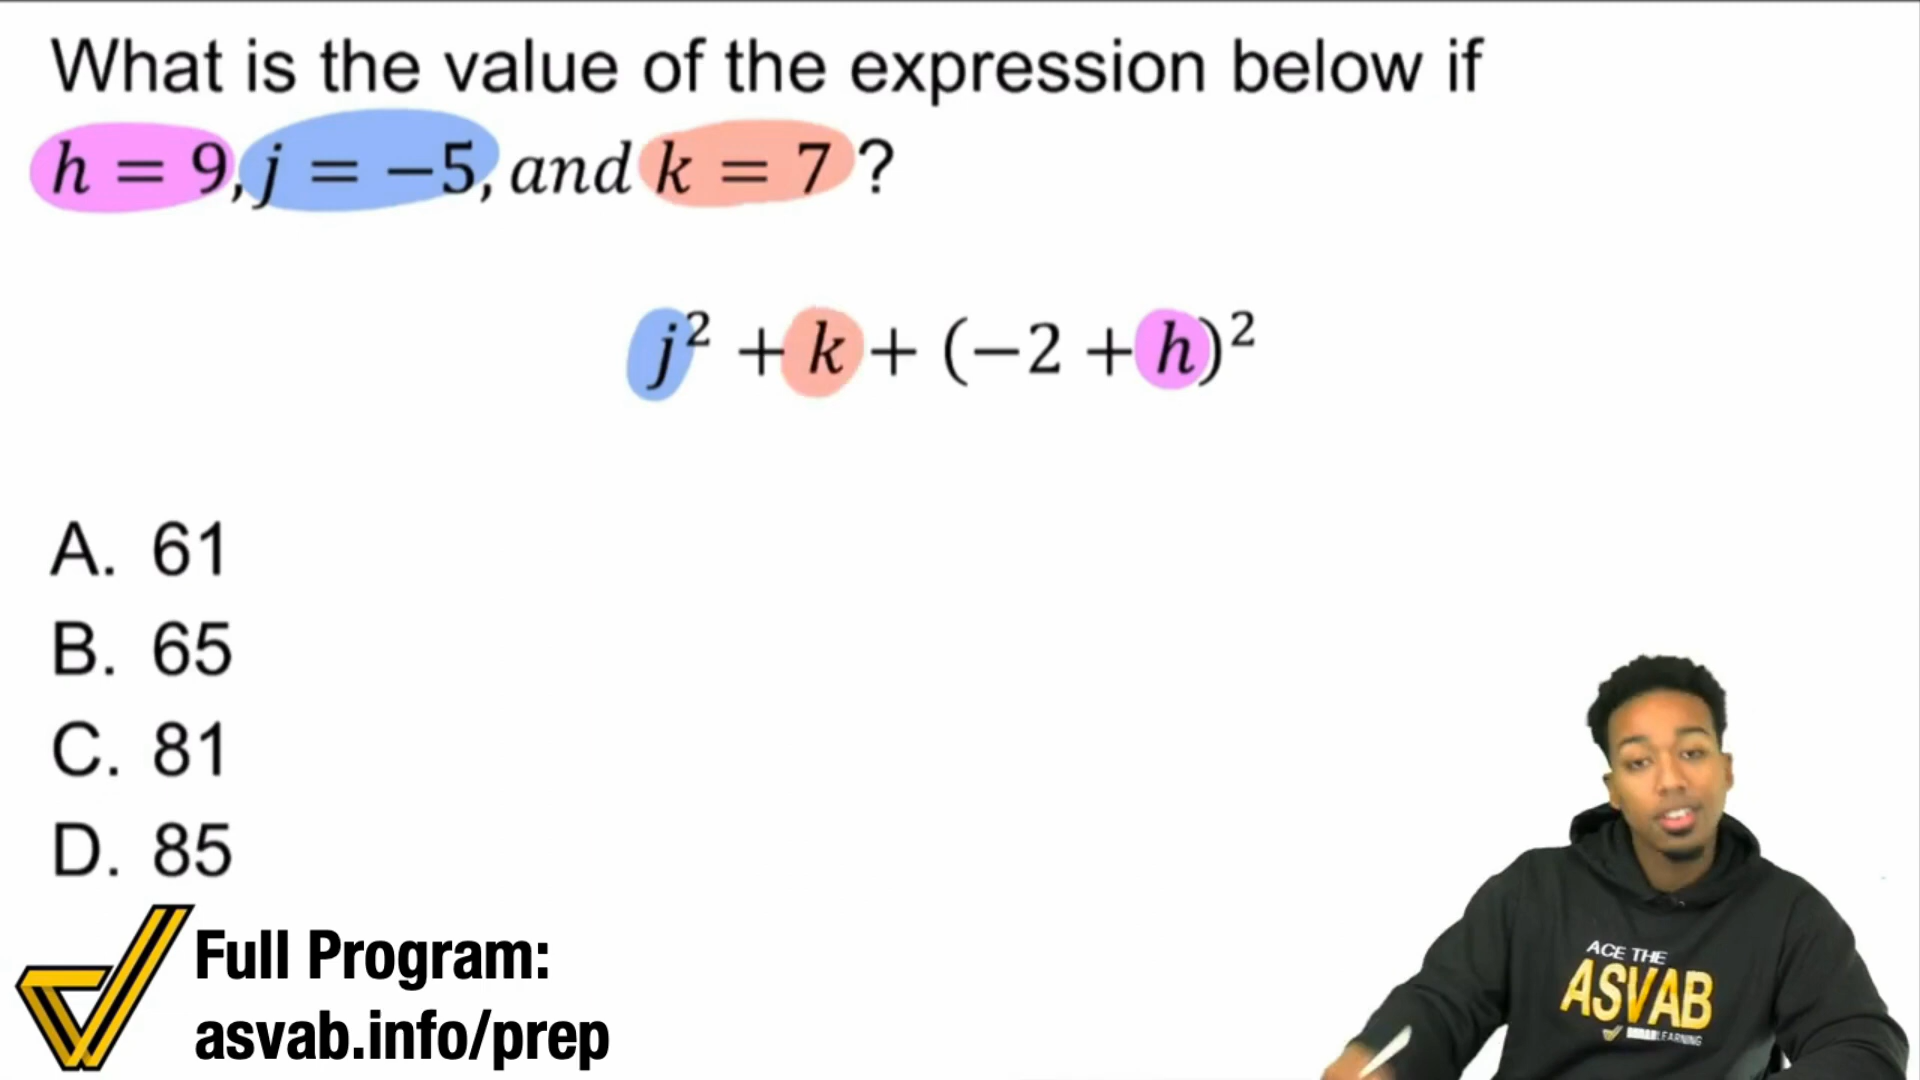 What is the value of the expression below if
h = 9, j = −5, and k = 7 ?
j² + k + (−2 + h)²
A. 61
B. 65
C. 81
D. 85
Full Program:
asvab.info/prep
ACE THE
ASVAB
LEARNING